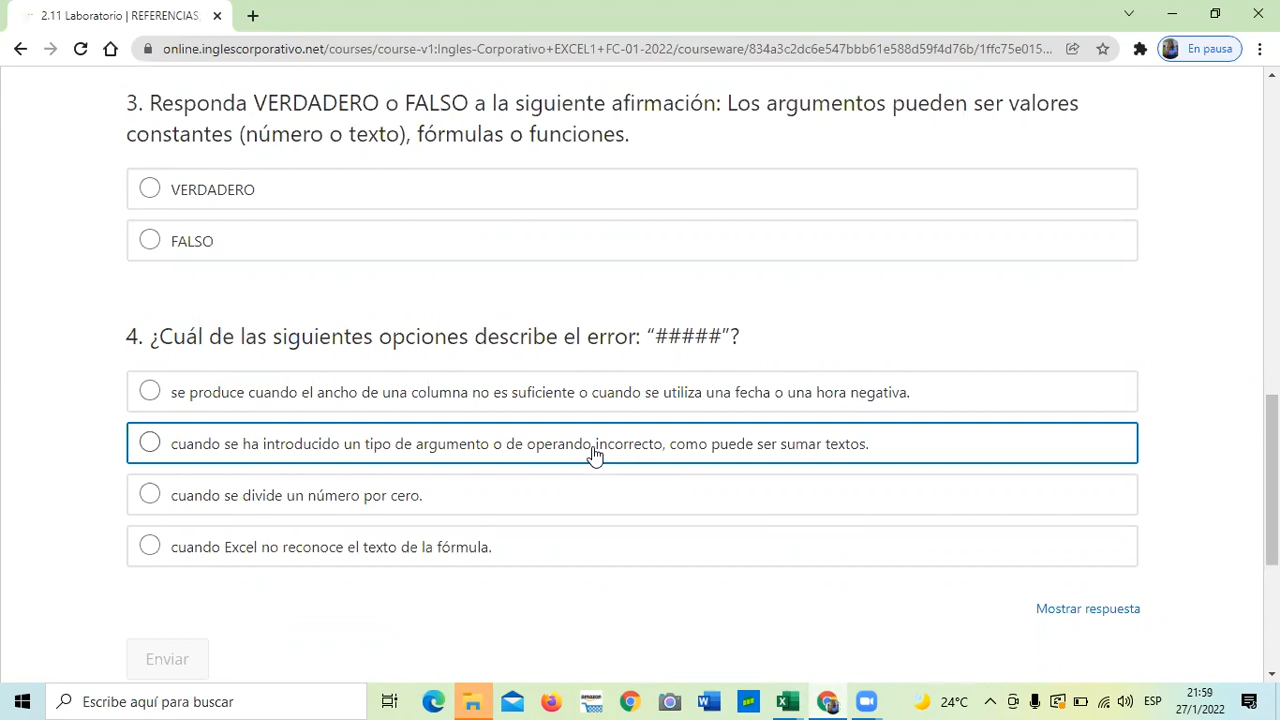 2.11 Laboratorio | REFERENCIAS,
En pausa
online.inglescorporativo.net/courses/course-v1:Ingles-Corporativo+EXCEL1+FC-01-2022/courseware/834a3c2dc6e547bbb61e588d59f4d76b/1ffc75e015...
3. Responda VERDADERO o FALSO a la siguiente afirmación: Los argumentos pueden ser valores
constantes (número o texto), fórmulas o funciones.
VERDADERO
FALSO
4. ¿Cuál de las siguientes opciones describe el error: “#####”?
se produce cuando el ancho de una columna no es suficiente o cuando se utiliza una fecha o una hora negativa.
cuando se ha introducido un tipo de argumento o de operando incorrecto, como puede ser sumar textos.
cuando se divide un número por cero.
cuando Excel no reconoce el texto de la fórmula.
Mostrar respuesta
Enviar
Escribe aquí para buscar
amazon
24°C
ESP
21:59
27/1/2022